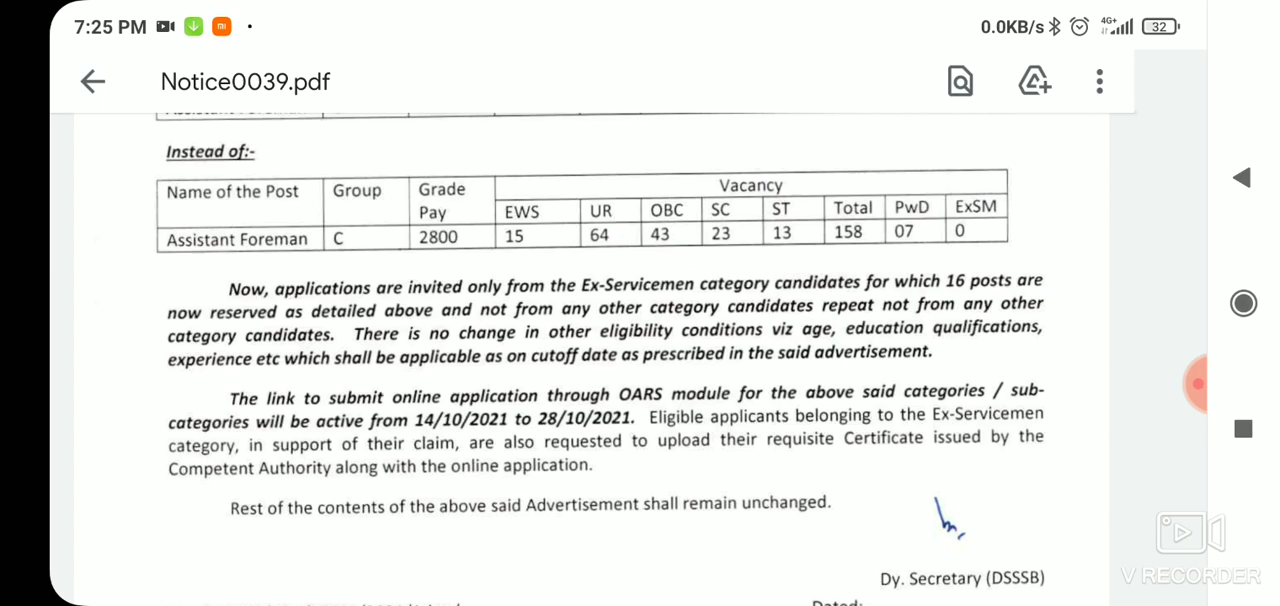 7:25 PM
0.0KB/s 4G+ 32
Notice0039.pdf
Assistant Foreman
Instead of:-
Name of the Post Group Grade Pay Vacancy
EWS UR OBC SC ST Total PwD ExSM
Assistant Foreman C 2800 15 64 43 23 13 158 07 0
Now, applications are invited only from the Ex-Servicemen category candidates for which 16 posts are
now reserved as detailed above and not from any other category candidates repeat not from any other
category candidates. There is no change in other eligibility conditions viz age, education qualifications,
experience etc which shall be applicable as on cutoff date as prescribed in the said advertisement.
The link to submit online application through OARS module for the above said categories / sub-
categories will be active from 14/10/2021 to 28/10/2021. Eligible applicants belonging to the Ex-Servicemen
category, in support of their claim, are also requested to upload their requisite Certificate issued by the
Competent Authority along with the online application.
Rest of the contents of the above said Advertisement shall remain unchanged.
Dy. Secretary (DSSSB)
Dated:
V RECORDER